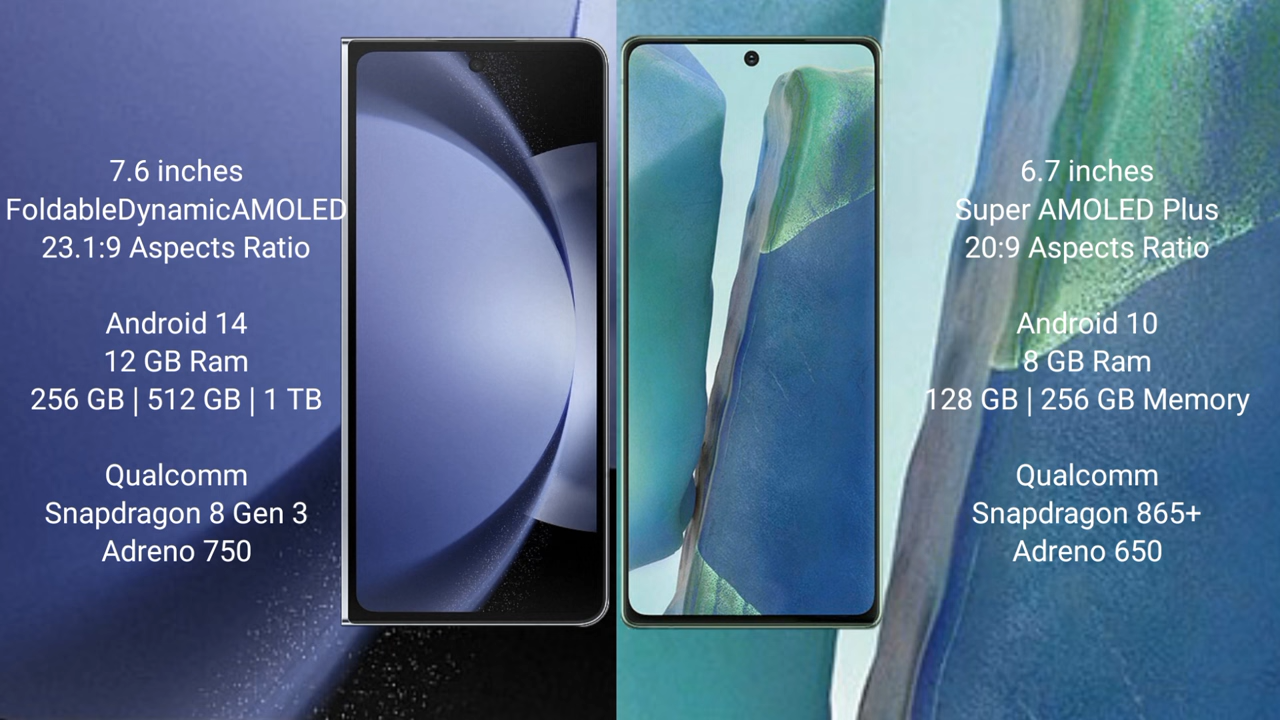 7.6 inches
FoldableDynamicAMOLED
23.1:9 Aspects Ratio
Android 14
12 GB Ram
256 GB | 512 GB | 1 TB
Qualcomm
Snapdragon 8 Gen 3
Adreno 750
6.7 inches
Super AMOLED Plus
20:9 Aspects Ratio
Android 10
8 GB Ram
128 GB | 256 GB Memory
Qualcomm
Snapdragon 865+
Adreno 650